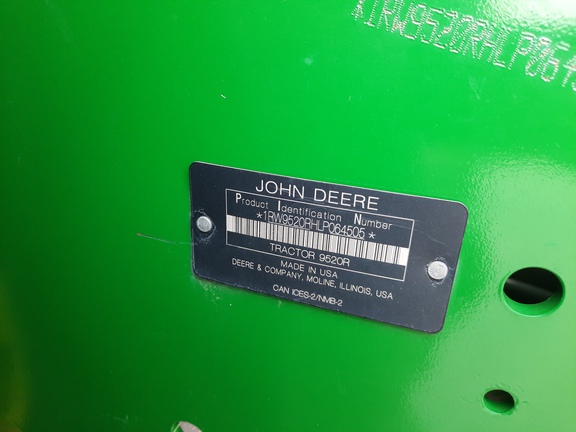 *1RW9520RHLP064
JOHN DEERE
Product Identification Number
*1RW9520RHLP064505*
TRACTOR 9520R
MADE IN USA
DEERE & COMPANY, MOLINE, ILLINOIS, USA
CAN ICES-2/NMB-2